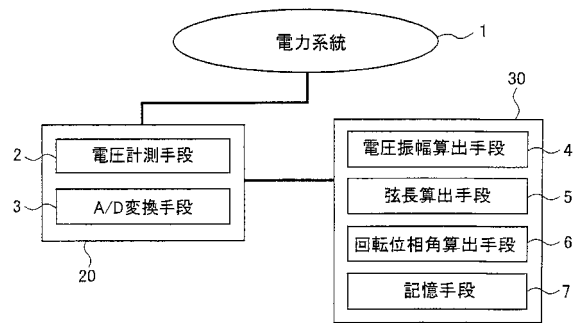 電力系統
1
30
2
電圧計測手段
3
A/D変換手段
20
電圧振幅算出手段
4
弦長算出手段
5
回転位相角算出手段
6
記憶手段
7